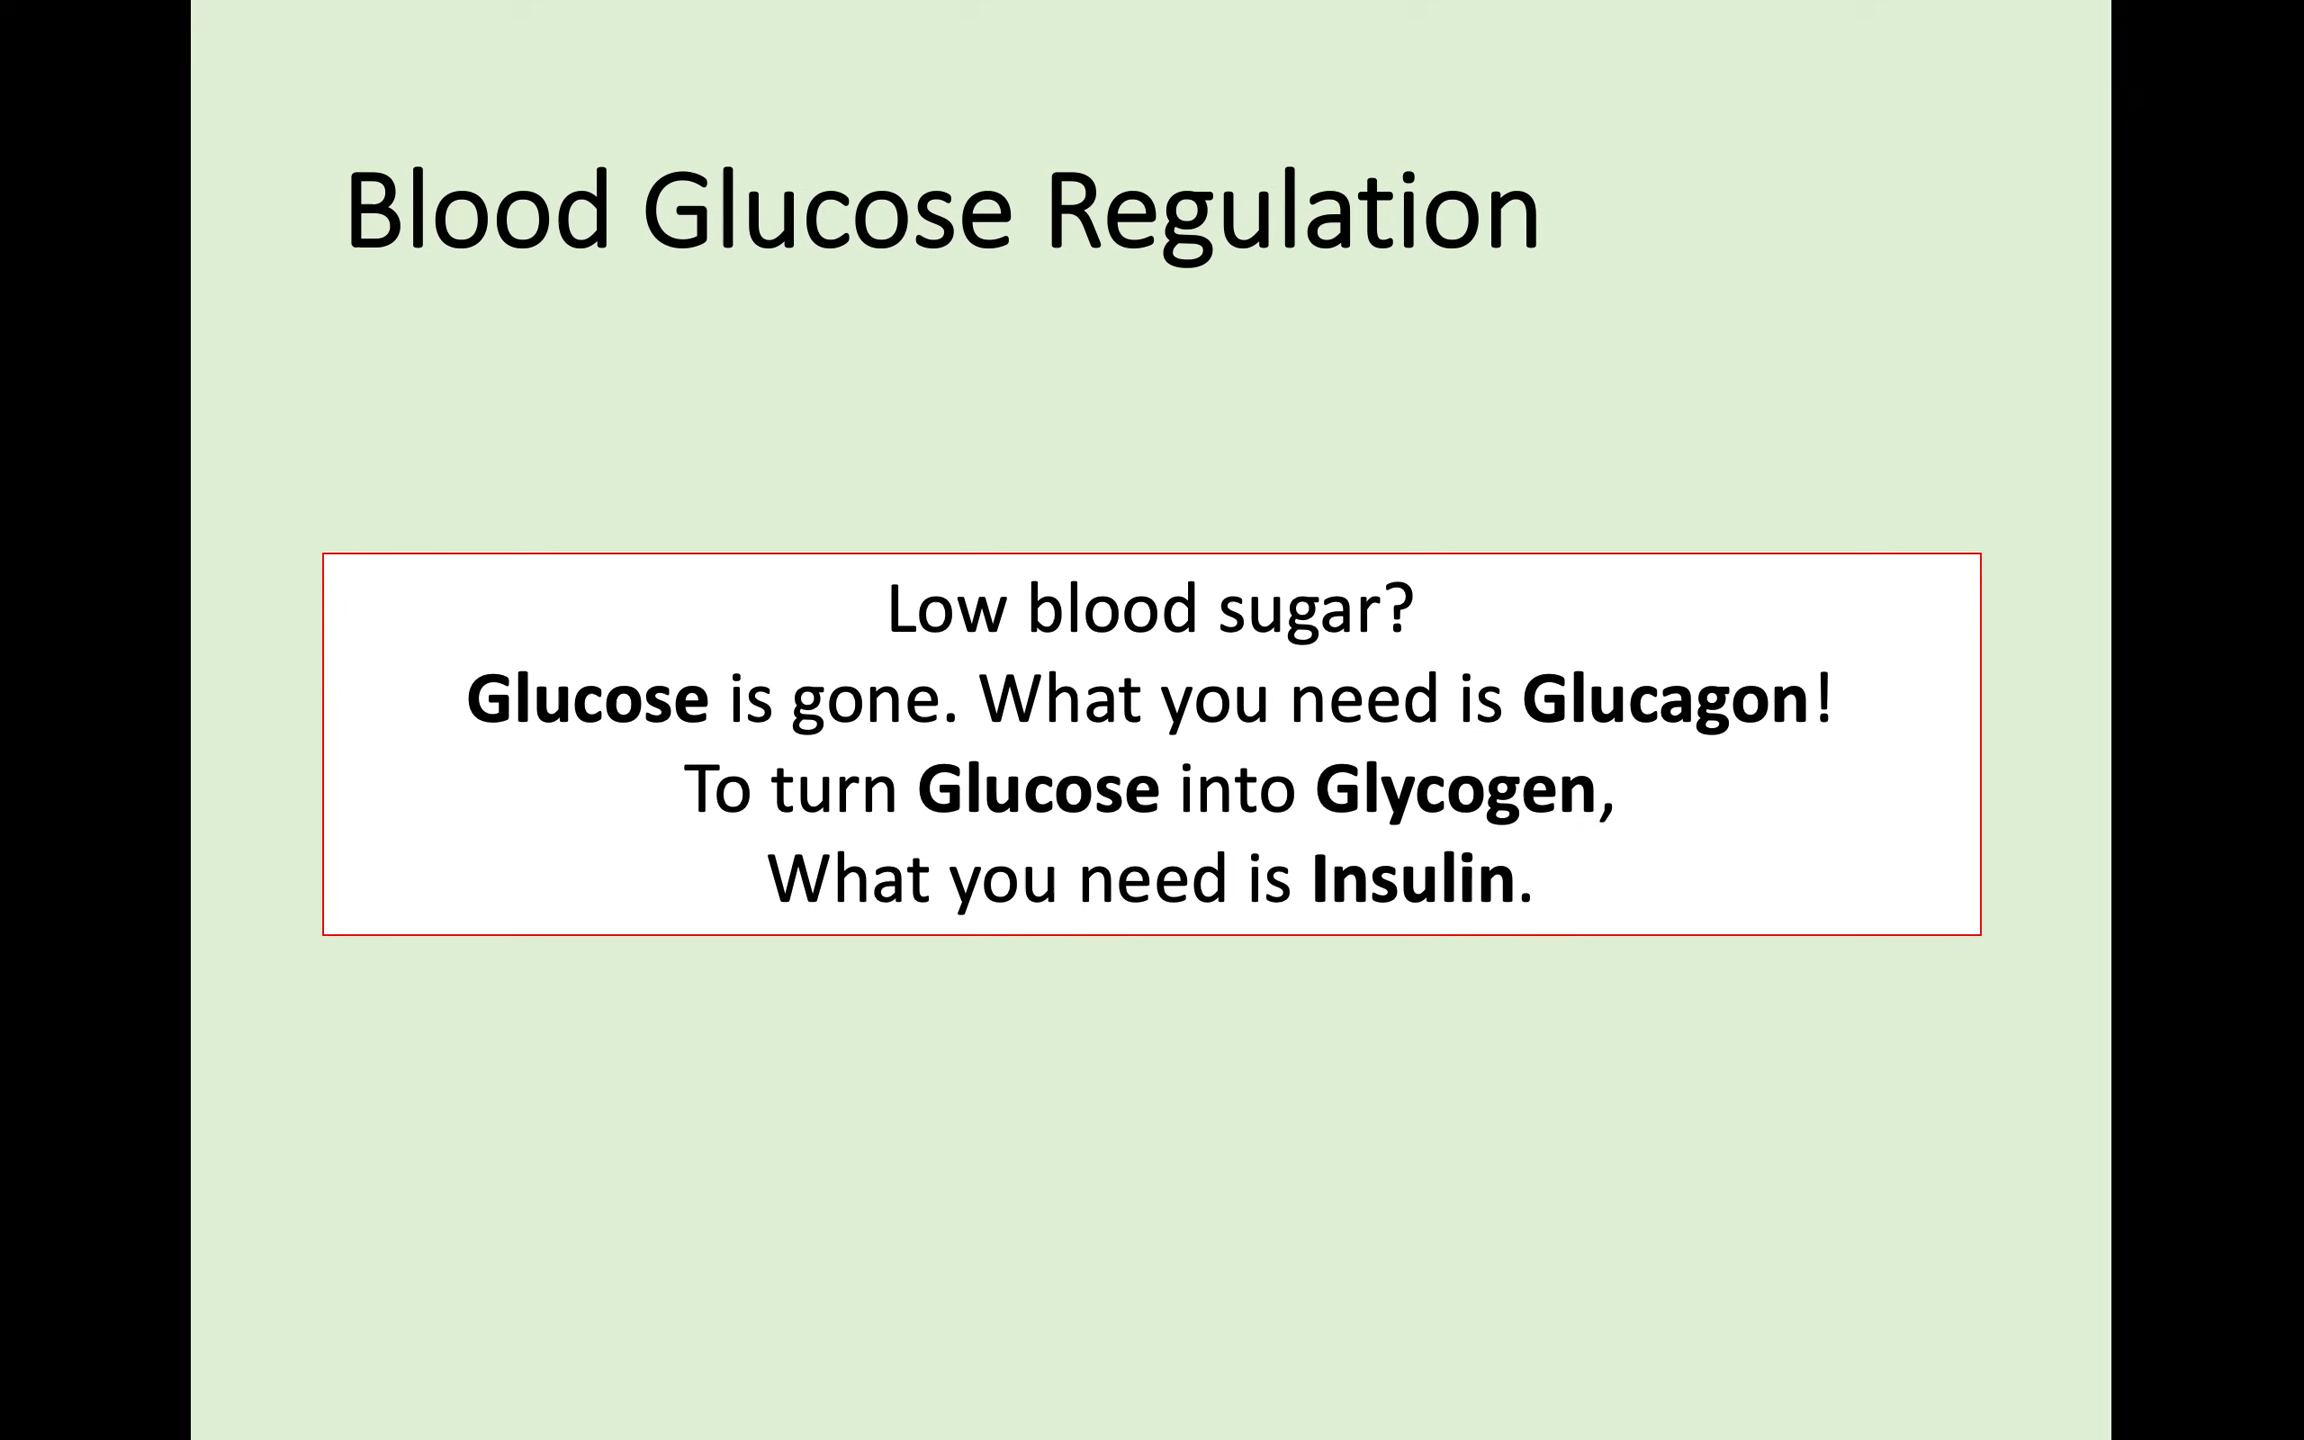 Blood Glucose Regulation
Low blood sugar?
Glucose is gone. What you need is Glucagon!
To turn Glucose into Glycogen,
What you need is Insulin.